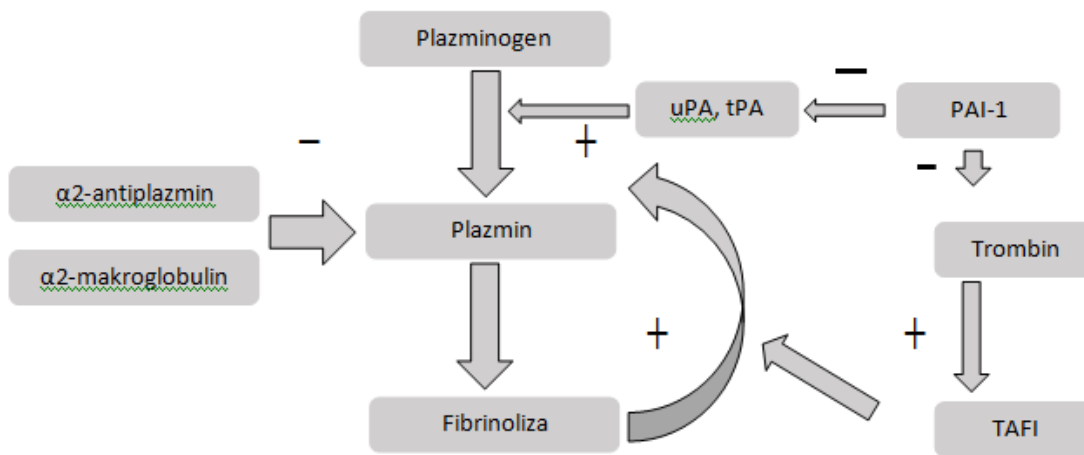 Plazminogen
uPA, tPA
PAI-1
–
+
–
–
α2-antiplazmin
α2-makroglobulin
Plazmin
Trombin
+
+
Fibrinoliza
TAFI